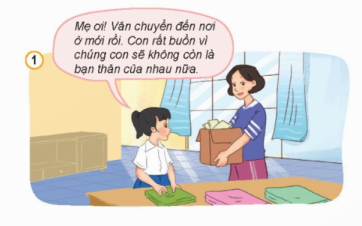 Mẹ ơi! Vân chuyển đến nơi
ở mới rồi. Con rất buồn vì
chúng con sẽ không còn là
bạn thân của nhau nữa.
1